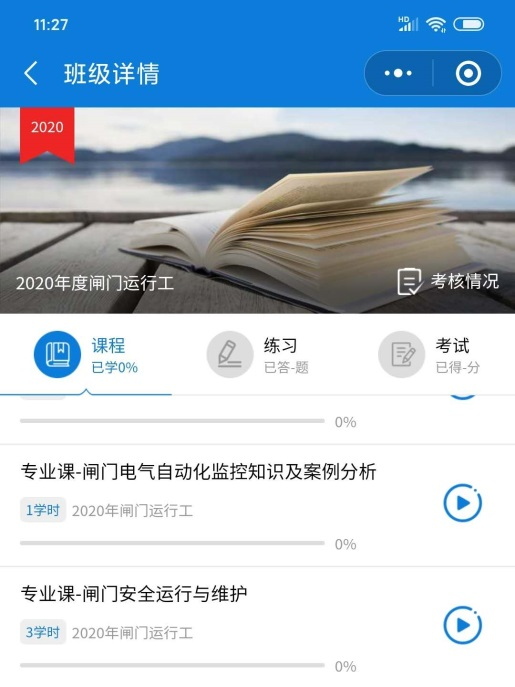 11:27
HD
班级详情
2020
2020年度闸门运行工
考核情况
课程
已学0%
练习
已答-题
考试
已得-分
0%
专业课-闸门电气自动化监控知识及案例分析
1学时 2020年闸门运行工
0%
专业课-闸门安全运行与维护
3学时 2020年闸门运行工
0%